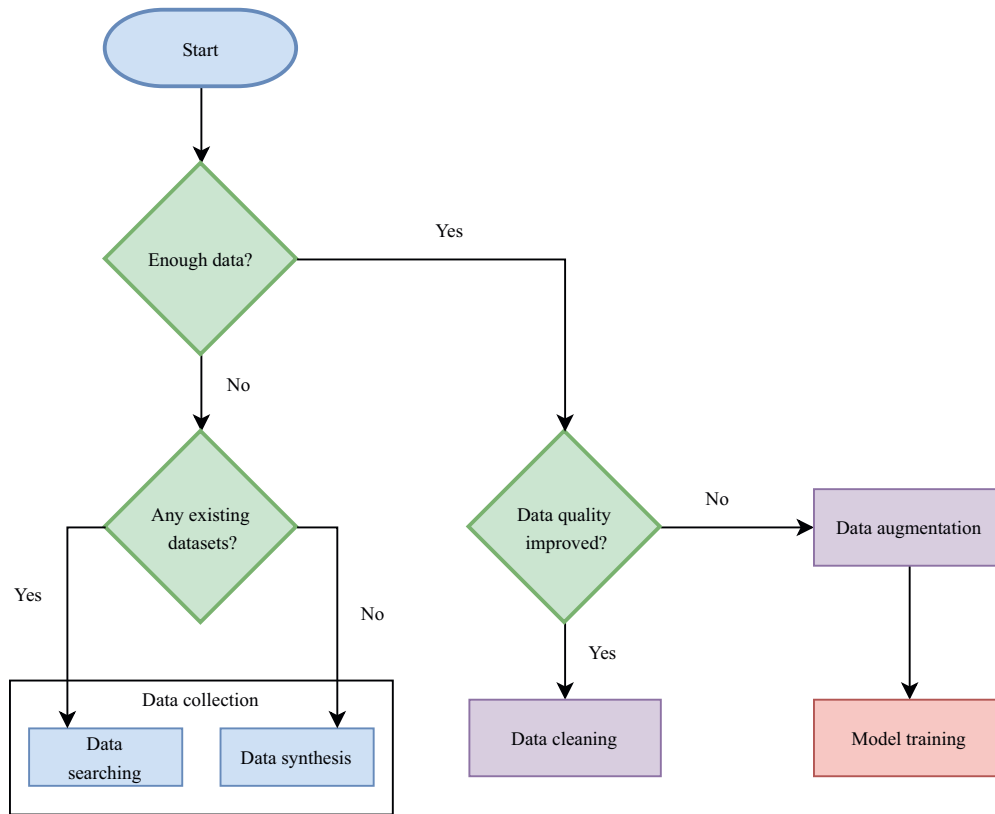 Start
Enough data?
Yes
No
Any existing
datasets?
Data quality
improved?
No
Data augmentation
Yes
No
Yes
Data collection
Data
searching
Data synthesis
Data cleaning
Model training